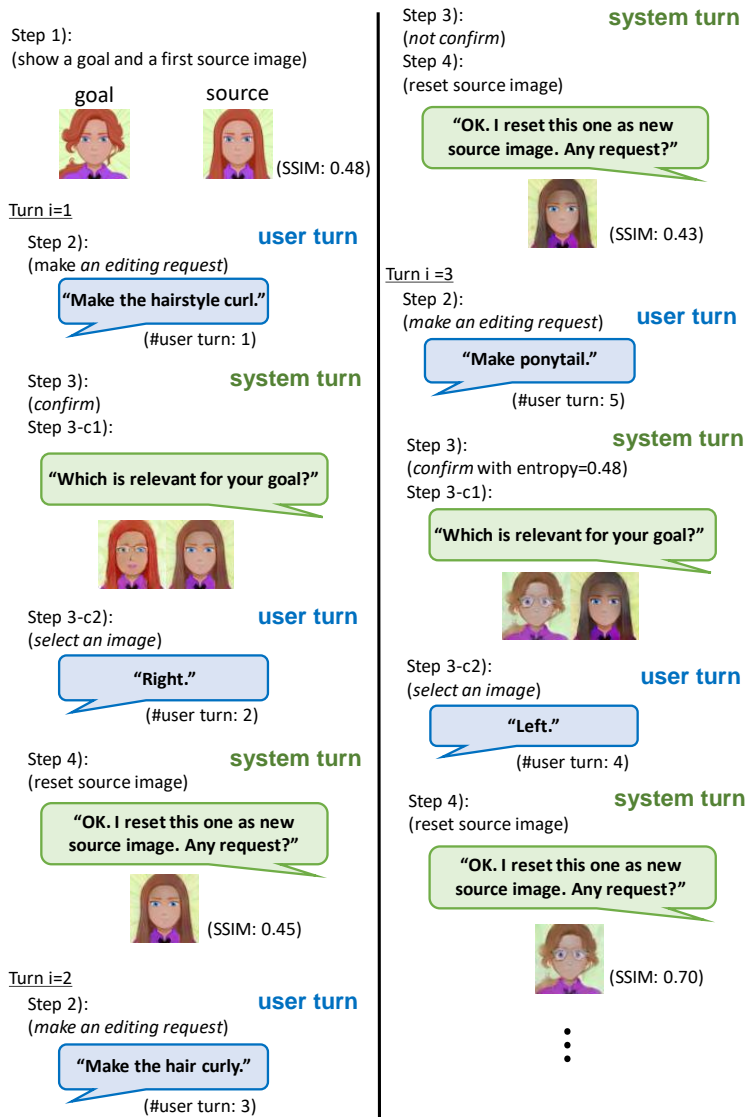 Step 1):
(show a goal and a first source image)
goal
source
(SSIM: 0.48)
Turn i=1
Step 2):
user turn
(make an editing request)
“Make the hairstyle curl.”
(#user turn: 1)
Step 3):
system turn
(confirm)
Step 3-c1):
“Which is relevant for your goal?”
Step 3-c2):
user turn
(select an image)
“Right.”
(#user turn: 2)
Step 4):
system turn
(reset source image)
“OK. I reset this one as new
source image. Any request?”
(SSIM: 0.45)
Turn i=2
Step 2):
user turn
(make an editing request)
“Make the hair curly.”
(#user turn: 3)
Step 3):
system turn
(not confirm)
Step 4):
(reset source image)
“OK. I reset this one as new
source image. Any request?”
(SSIM: 0.43)
Turn i =3
Step 2):
user turn
(make an editing request)
“Make ponytail.”
(#user turn: 5)
Step 3):
system turn
(confirm with entropy=0.48)
Step 3-c1):
“Which is relevant for your goal?”
Step 3-c2):
user turn
(select an image)
“Left.”
(#user turn: 4)
Step 4):
system turn
(reset source image)
“OK. I reset this one as new
source image. Any request?”
(SSIM: 0.70)